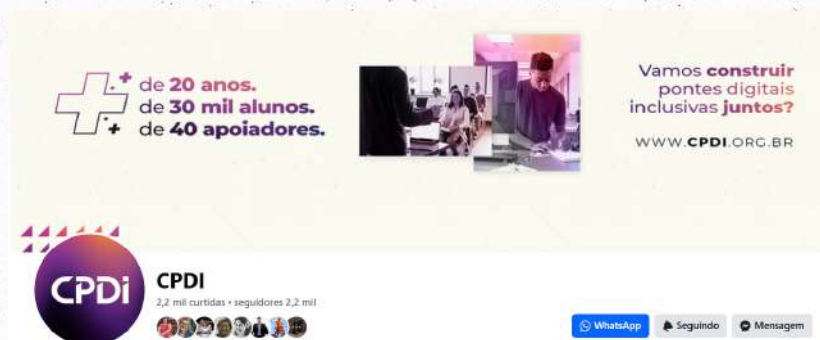 de 20 anos.
de 30 mil alunos.
de 40 apoiadores.
Vamos construir
pontes digitais
inclusivas juntos?
WWW.CPDI.ORG.BR
CPDi
CPDI
2,2 mil curtidas • seguidores 2,2 mil
WhatsApp
Seguindo
Mensagem